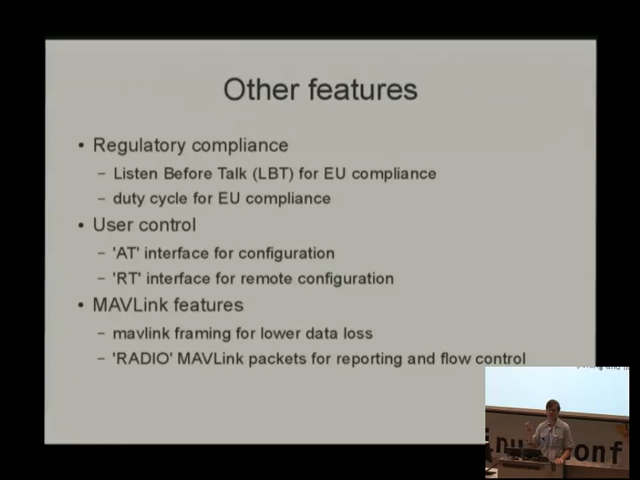 Other features
• Regulatory compliance
– Listen Before Talk (LBT) for EU compliance
– duty cycle for EU compliance
• User control
– 'AT' interface for configuration
– 'RT' interface for remote configuration
• MAVLink features
– mavlink framing for lower data loss
– 'RADIO' MAVLink packets for reporting and flow control